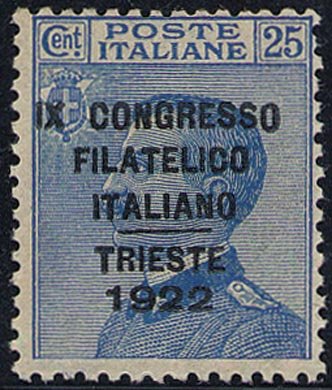 POSTE
Cent. ITALIANE 25
IX CONGRESSO
FILATELICO
ITALIANO
TRIESTE
1922